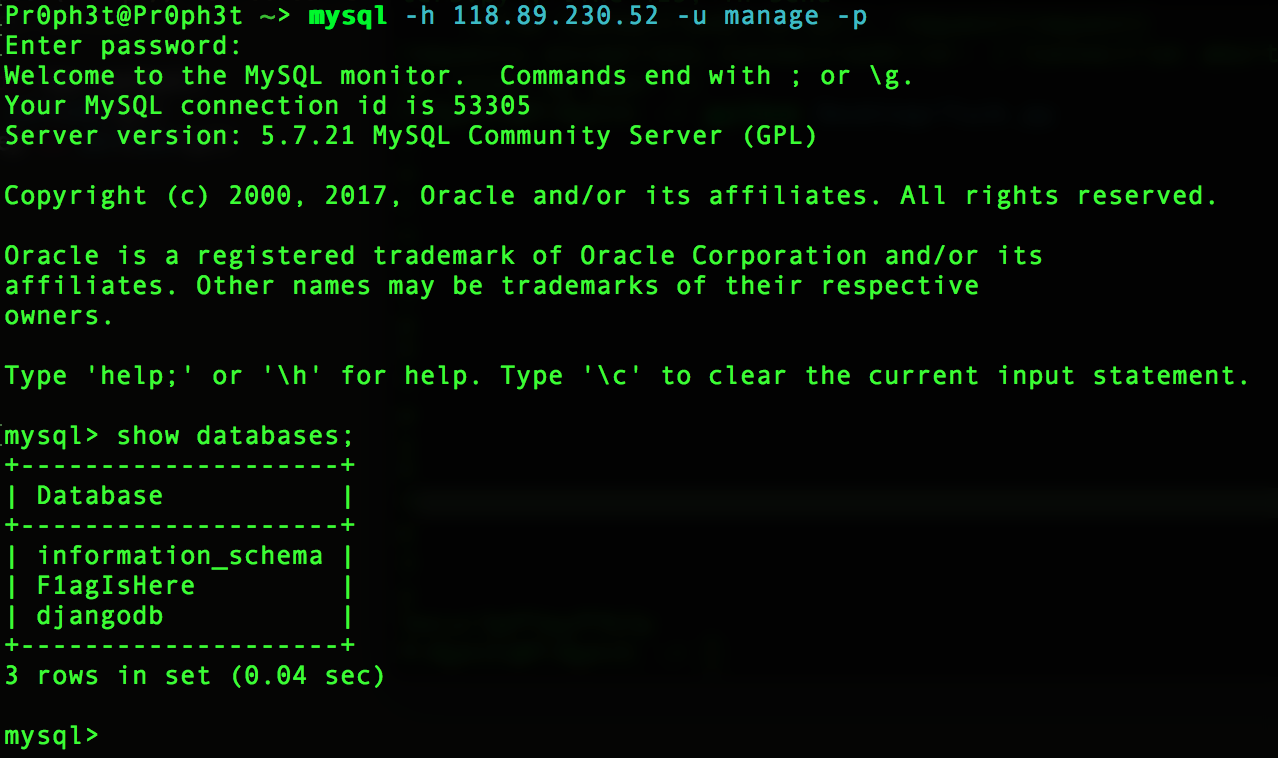 Pr0ph3t@Pr0ph3t ~> mysql -h 118.89.230.52 -u manage -p
Enter password:
Welcome to the MySQL monitor.  Commands end with ; or \g.
Your MySQL connection id is 53305
Server version: 5.7.21 MySQL Community Server (GPL)
Copyright (c) 2000, 2017, Oracle and/or its affiliates. All rights reserved.
Oracle is a registered trademark of Oracle Corporation and/or its
affiliates. Other names may be trademarks of their respective
owners.
Type 'help;' or '\h' for help. Type '\c' to clear the current input statement.
mysql> show databases;
+--------------------+
| Database           |
+--------------------+
| information_schema |
| F1agIsHere         |
| djangodb           |
+--------------------+
3 rows in set (0.04 sec)
mysql>